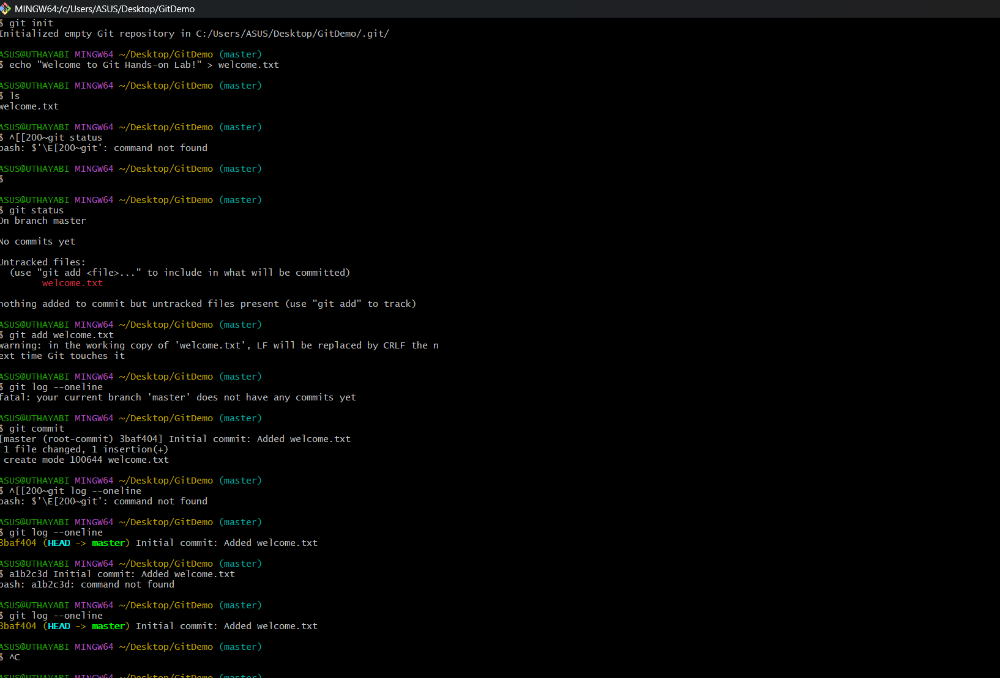 MINGW64:/c/Users/ASUS/Desktop/GitDemo
$ git init
Initialized empty Git repository in C:/Users/ASUS/Desktop/GitDemo/.git/
ASUS@UTHAYABI MINGW64 ~/Desktop/GitDemo (master)
$ echo "Welcome to Git Hands-on Lab!" > welcome.txt
ASUS@UTHAYABI MINGW64 ~/Desktop/GitDemo (master)
$ ls
welcome.txt
ASUS@UTHAYABI MINGW64 ~/Desktop/GitDemo (master)
$ ^[[200~git status
bash: $'\E[200~git': command not found
ASUS@UTHAYABI MINGW64 ~/Desktop/GitDemo (master)
$
ASUS@UTHAYABI MINGW64 ~/Desktop/GitDemo (master)
$ git status
On branch master
No commits yet
Untracked files:
  (use "git add <file>..." to include in what will be committed)
        welcome.txt
nothing added to commit but untracked files present (use "git add" to track)
ASUS@UTHAYABI MINGW64 ~/Desktop/GitDemo (master)
$ git add welcome.txt
warning: in the working copy of 'welcome.txt', LF will be replaced by CRLF the n
ext time Git touches it
ASUS@UTHAYABI MINGW64 ~/Desktop/GitDemo (master)
$ git log --oneline
fatal: your current branch 'master' does not have any commits yet
ASUS@UTHAYABI MINGW64 ~/Desktop/GitDemo (master)
$ git commit
[master (root-commit) 3baf404] Initial commit: Added welcome.txt
 1 file changed, 1 insertion(+)
 create mode 100644 welcome.txt
ASUS@UTHAYABI MINGW64 ~/Desktop/GitDemo (master)
$ ^[[200~git log --oneline
bash: $'\E[200~git': command not found
ASUS@UTHAYABI MINGW64 ~/Desktop/GitDemo (master)
$ git log --oneline
3baf404 (HEAD -> master) Initial commit: Added welcome.txt
ASUS@UTHAYABI MINGW64 ~/Desktop/GitDemo (master)
$ a1b2c3d Initial commit: Added welcome.txt
bash: a1b2c3d: command not found
ASUS@UTHAYABI MINGW64 ~/Desktop/GitDemo (master)
$ git log --oneline
3baf404 (HEAD -> master) Initial commit: Added welcome.txt
ASUS@UTHAYABI MINGW64 ~/Desktop/GitDemo (master)
$ ^C
ASUS@UTHAYABI MINGW64 ~/Desktop/GitDemo (master)